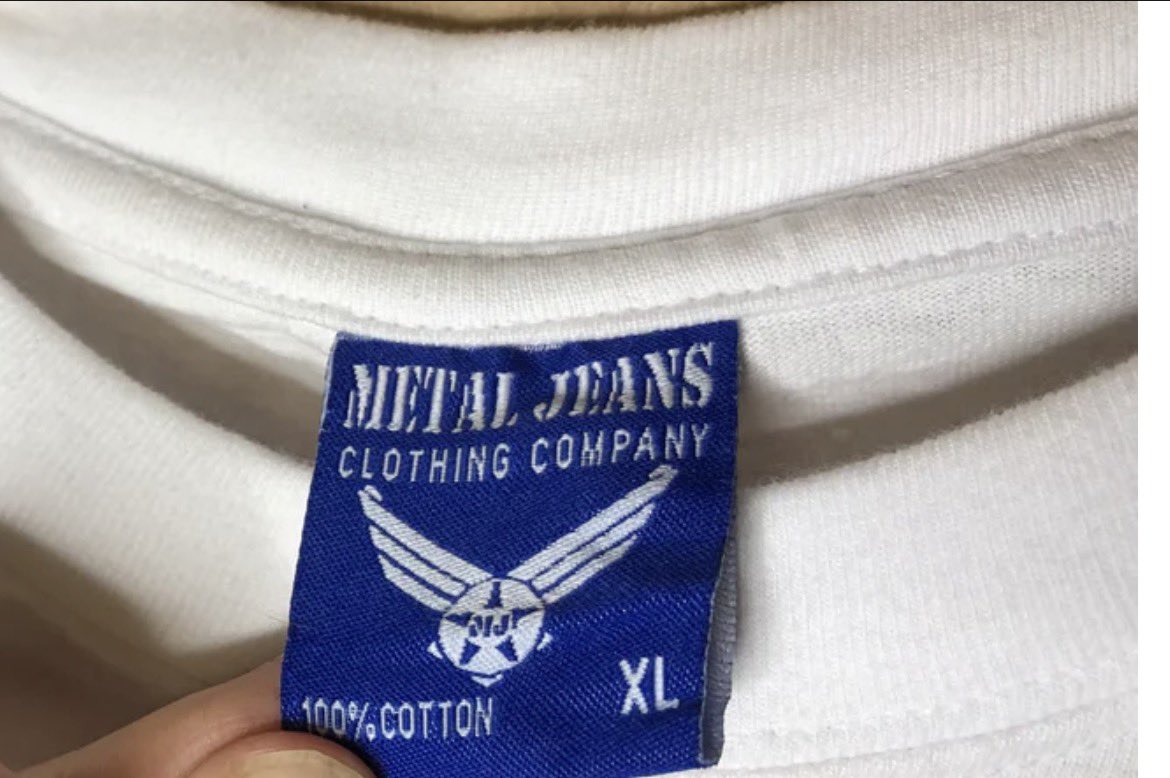 METAL JEANS
CLOTHING COMPANY
MJ
100% COTTON
XL